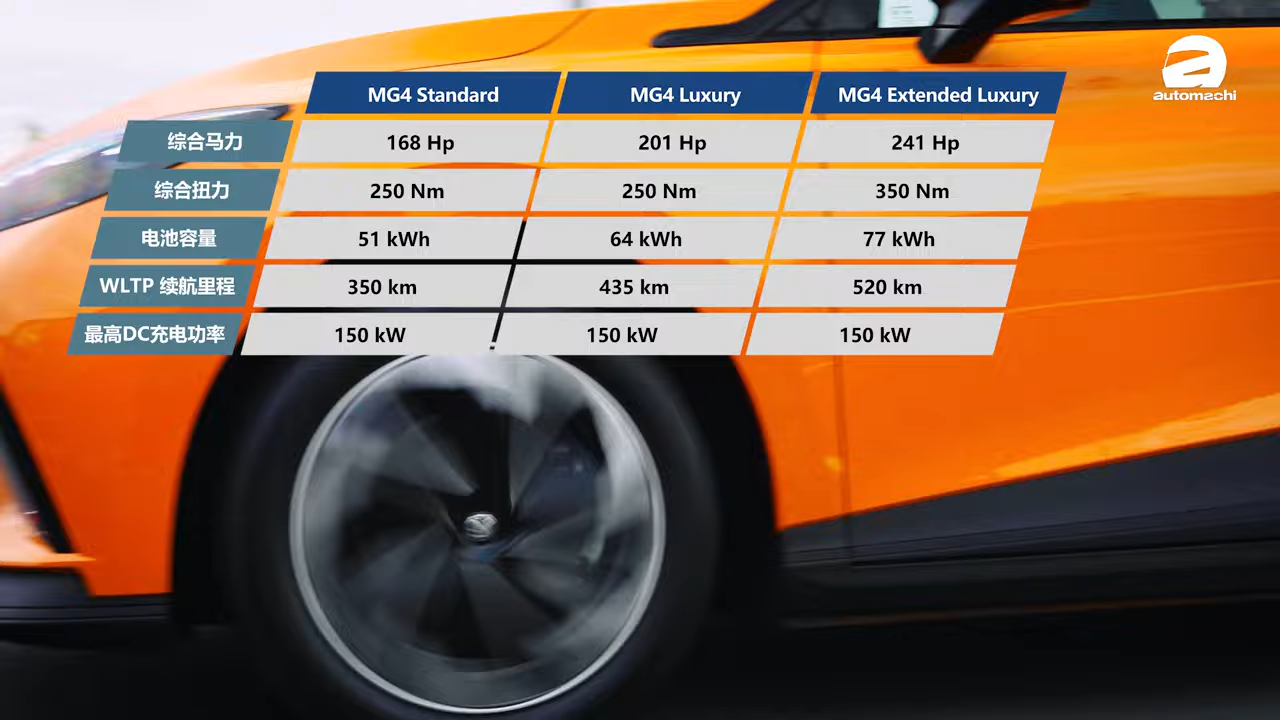 automachi
MG4 Standard MG4 Luxury MG4 Extended Luxury
综合马力 168 Hp 201 Hp 241 Hp
综合扭力 250 Nm 250 Nm 350 Nm
电池容量 51 kWh 64 kWh 77 kWh
WLTP 续航里程 350 km 435 km 520 km
最高DC充电功率 150 kW 150 kW 150 kW